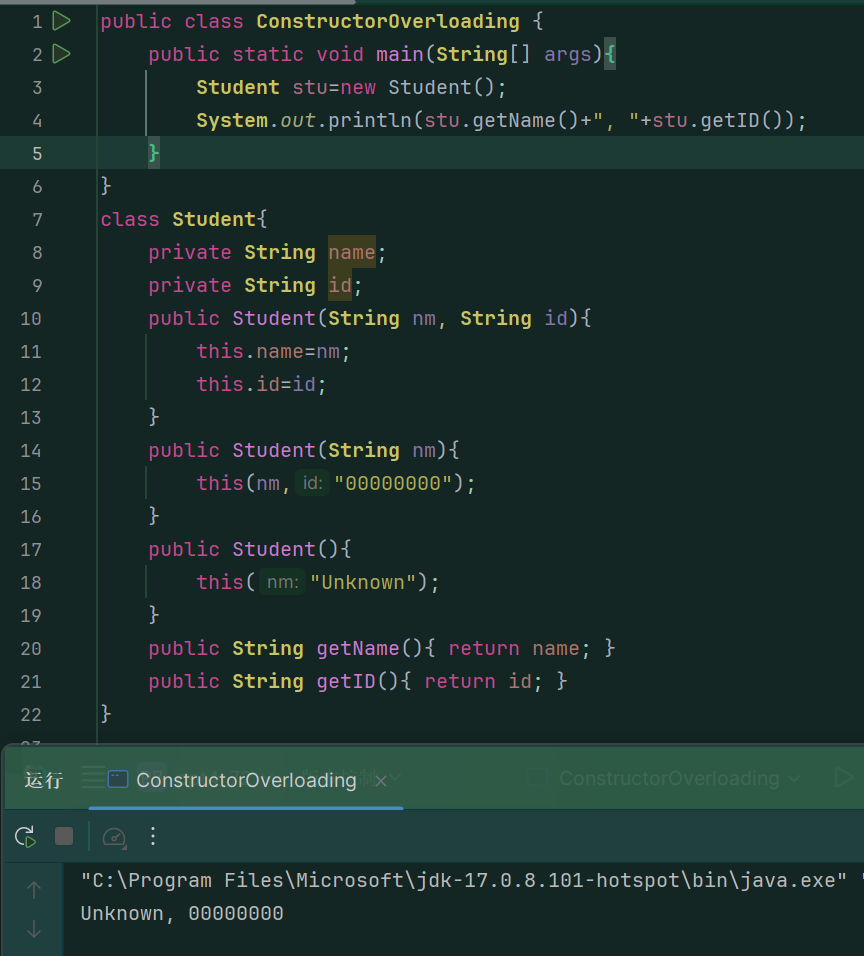 1 public class ConstructorOverloading {
2 public static void main(String[] args){
3 Student stu=new Student();
4 System.out.println(stu.getName()+", "+stu.getID());
5 }
6 }
7 class Student{
8 private String name;
9 private String id;
10 public Student(String nm, String id){
11 this.name=nm;
12 this.id=id;
13 }
14 public Student(String nm){
15 this(nm, id: "00000000");
16 }
17 public Student(){
18 this( nm: "Unknown");
19 }
20 public String getName(){ return name; }
21 public String getID(){ return id; }
22 }
运行 ConstructorOverloading × ConstructorOverloading
"C:\Program Files\Microsoft\jdk-17.0.8.101-hotspot\bin\java.exe" "
Unknown, 00000000